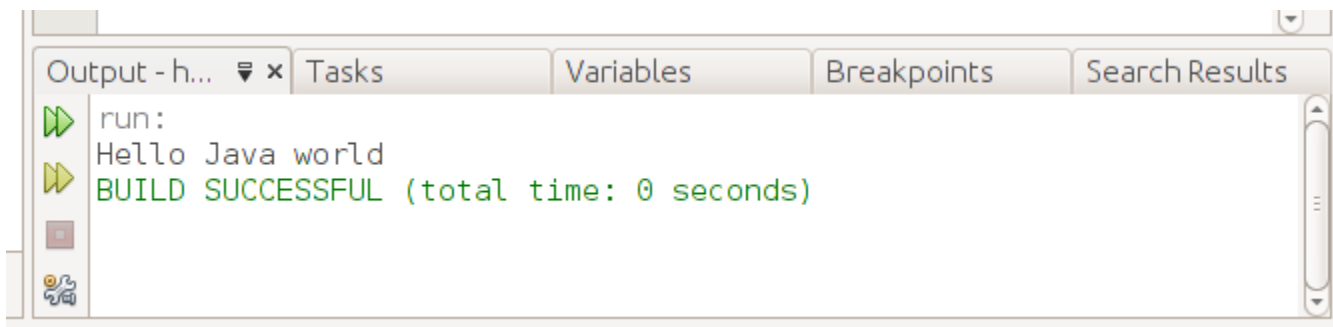 Output - h... Tasks Variables Breakpoints Search Results
run:
Hello Java world
BUILD SUCCESSFUL (total time: 0 seconds)